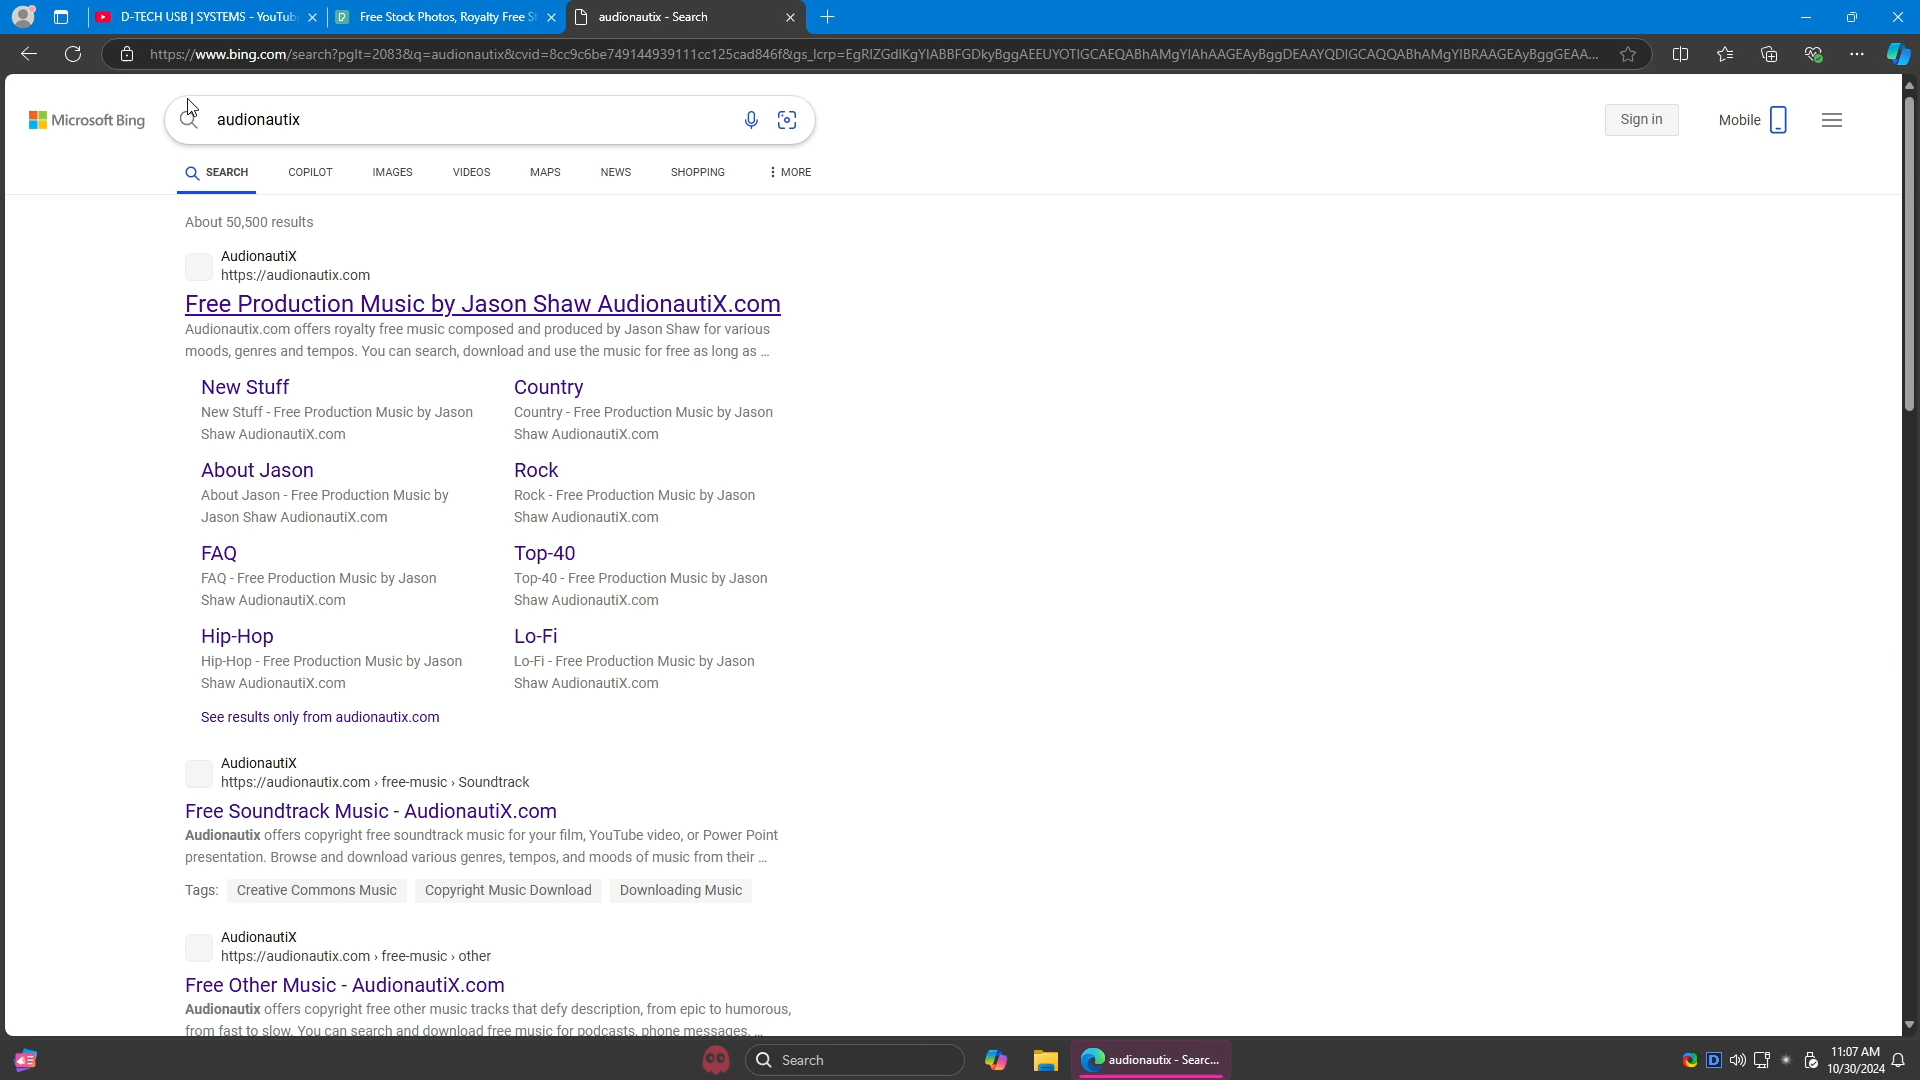 D-TECH USB | SYSTEMS - YouTub
Free Stock Photos, Royalty Free St
audionautix - Search
https://www.bing.com/search?pglt=2083&q=audionautix&cvid=8cc9c6be749144939111cc125cad846f&gs_lcrp=EgRlZGdlKgYIABBFGDkyBggAEEUYOTIGCAEQABhAMgYIAhAAGEAyBggDEAAYQDIGCAQQABhAMgYIBRAAGEAyBggGEAA...
Microsoft Bing
audionautix
Sign in
Mobile
SEARCH
COPILOT
IMAGES
VIDEOS
MAPS
NEWS
SHOPPING
MORE
About 50,500 results
AudionautiX
https://audionautix.com
Free Production Music by Jason Shaw AudionautiX.com
Audionautix.com offers royalty free music composed and produced by Jason Shaw for various
moods, genres and tempos. You can search, download and use the music for free as long as ...
New Stuff
New Stuff - Free Production Music by Jason
Shaw AudionautiX.com
Country
Country - Free Production Music by Jason
Shaw AudionautiX.com
About Jason
About Jason - Free Production Music by
Jason Shaw AudionautiX.com
Rock
Rock - Free Production Music by Jason
Shaw AudionautiX.com
FAQ
FAQ - Free Production Music by Jason
Shaw AudionautiX.com
Top-40
Top-40 - Free Production Music by Jason
Shaw AudionautiX.com
Hip-Hop
Hip-Hop - Free Production Music by Jason
Shaw AudionautiX.com
Lo-Fi
Lo-Fi - Free Production Music by Jason
Shaw AudionautiX.com
See results only from audionautix.com
AudionautiX
https://audionautix.com › free-music › Soundtrack
Free Soundtrack Music - AudionautiX.com
Audionautix offers copyright free soundtrack music for your film, YouTube video, or Power Point
presentation. Browse and download various genres, tempos, and moods of music from their ...
Tags: Creative Commons Music Copyright Music Download Downloading Music
AudionautiX
https://audionautix.com › free-music › other
Free Other Music - AudionautiX.com
Audionautix offers copyright free other music tracks that defy description, from epic to humorous,
from fast to slow. You can search and download free music for podcasts, phone messages, ...
Search
audionautix - Searc...
11:07 AM
10/30/2024